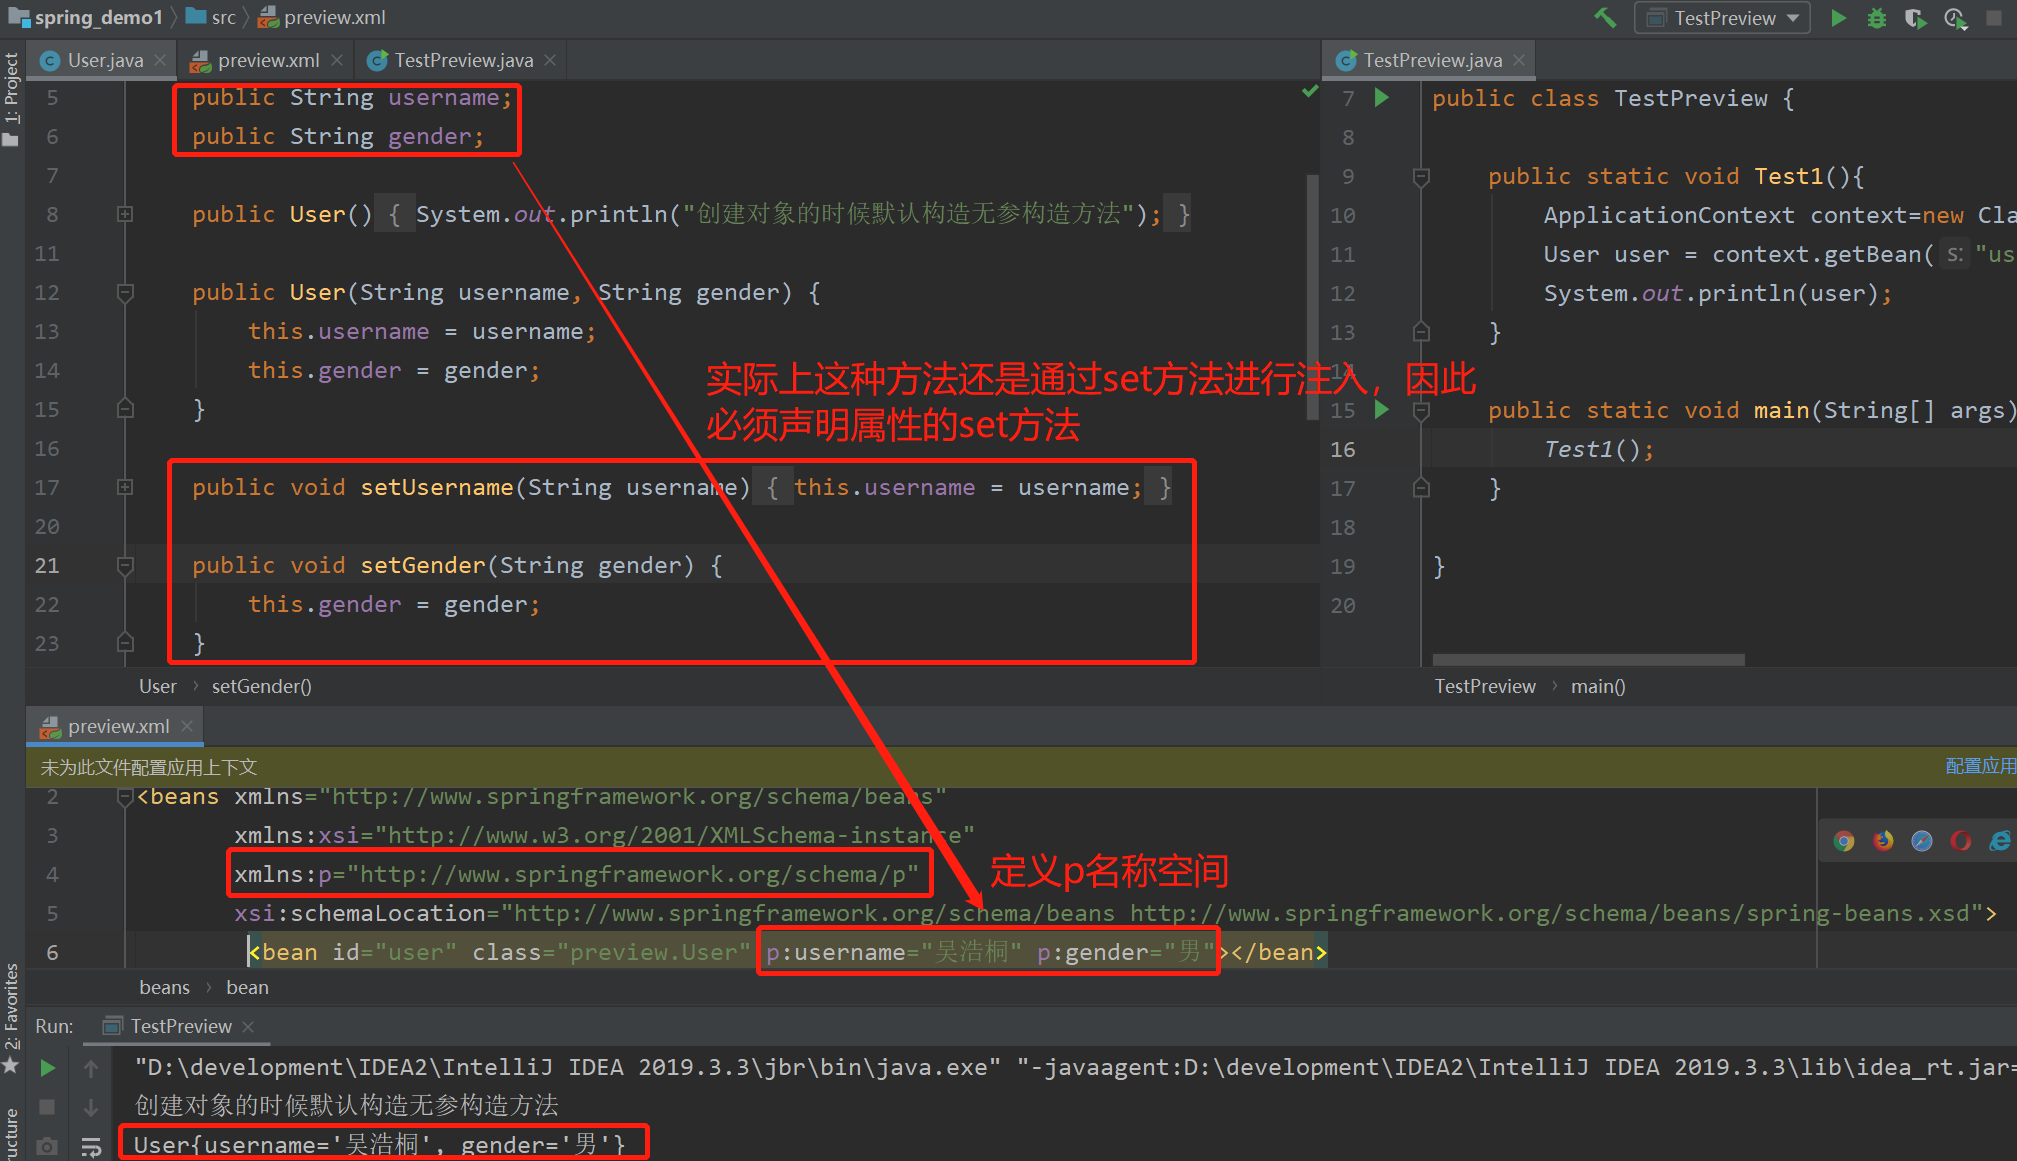 spring_demo1 src preview.xml TestPreview
1: Project
User.java preview.xml TestPreview.java
5 public String username;
6 public String gender;
7
8 public User() { System.out.println("创建对象的时候默认构造无参构造方法"); }
11
12 public User(String username, String gender) {
13 this.username = username;
14 this.gender = gender;
15 }
16
17 public void setUsername(String username) { this.username = username; }
20
21 public void setGender(String gender) {
22 this.gender = gender;
23 }
User setGender()
TestPreview.java
7 public class TestPreview {
8
9 public static void Test1(){
10 ApplicationContext context=new Cla
11 User user = context.getBean( s: "us
12 System.out.println(user);
13 }
14
15 public static void main(String[] args)
16 Test1();
17 }
18
19 }
20
TestPreview main()
实际上这种方法还是通过set方法进行注入，因此
必须声明属性的set方法
preview.xml
未为此文件配置应用上下文 配置应用
2 <beans xmlns="http://www.springframework.org/schema/beans"
3 xmlns:xsi="http://www.w3.org/2001/XMLSchema-instance"
4 xmlns:p="http://www.springframework.org/schema/p"
定义p名称空间
5 xsi:schemaLocation="http://www.springframework.org/schema/beans http://www.springframework.org/schema/beans/spring-beans.xsd">
6 <bean id="user" class="preview.User" p:username="吴浩桐" p:gender="男"></bean>
beans bean
2: Favorites
Run: TestPreview
"D:\development\IDEA2\IntelliJ IDEA 2019.3.3\jbr\bin\java.exe" "-javaagent:D:\development\IDEA2\IntelliJ IDEA 2019.3.3\lib\idea_rt.jar=
创建对象的时候默认构造无参构造方法
User{username='吴浩桐', gender='男'}
ucture